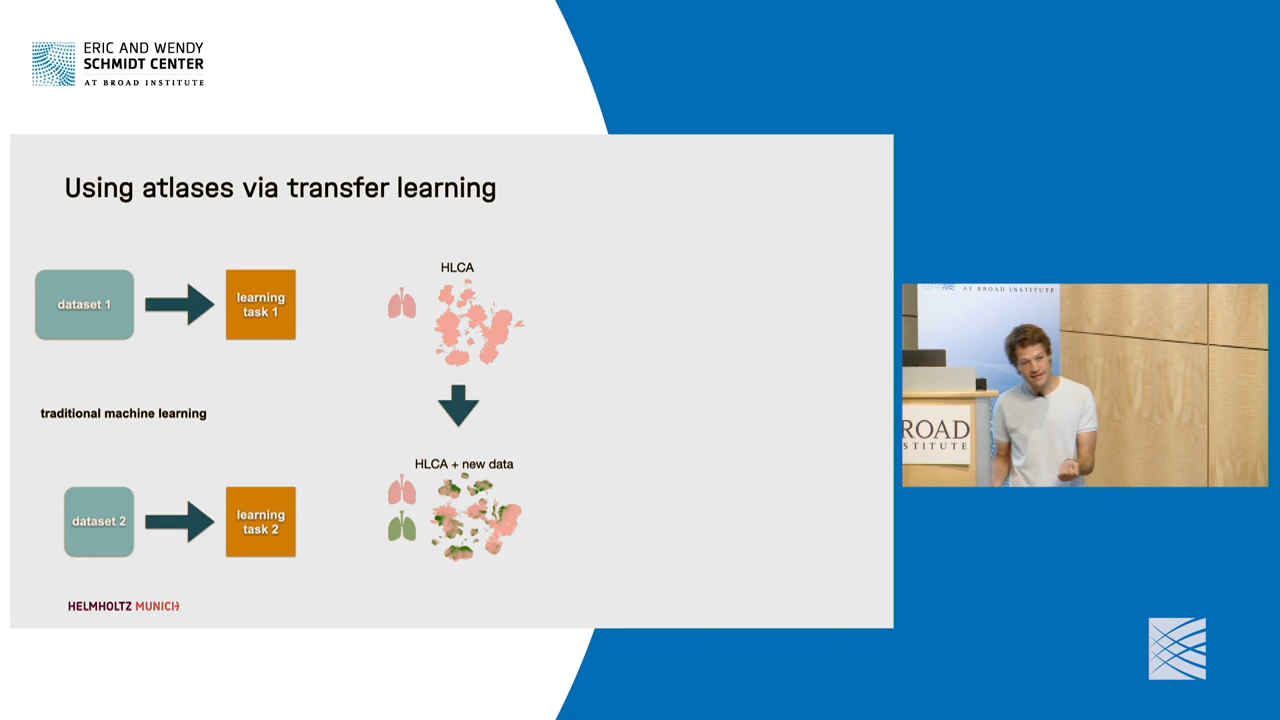 ERIC AND WENDY
SCHMIDT CENTER
AT BROAD INSTITUTE
Using atlases via transfer learning
dataset 1
learning
task 1
HLCA
traditional machine learning
HLCA + new data
dataset 2
learning
task 2
HELMHOLTZ MUNICH
AT BROAD INSTITUTE
ROAD
STITUTE